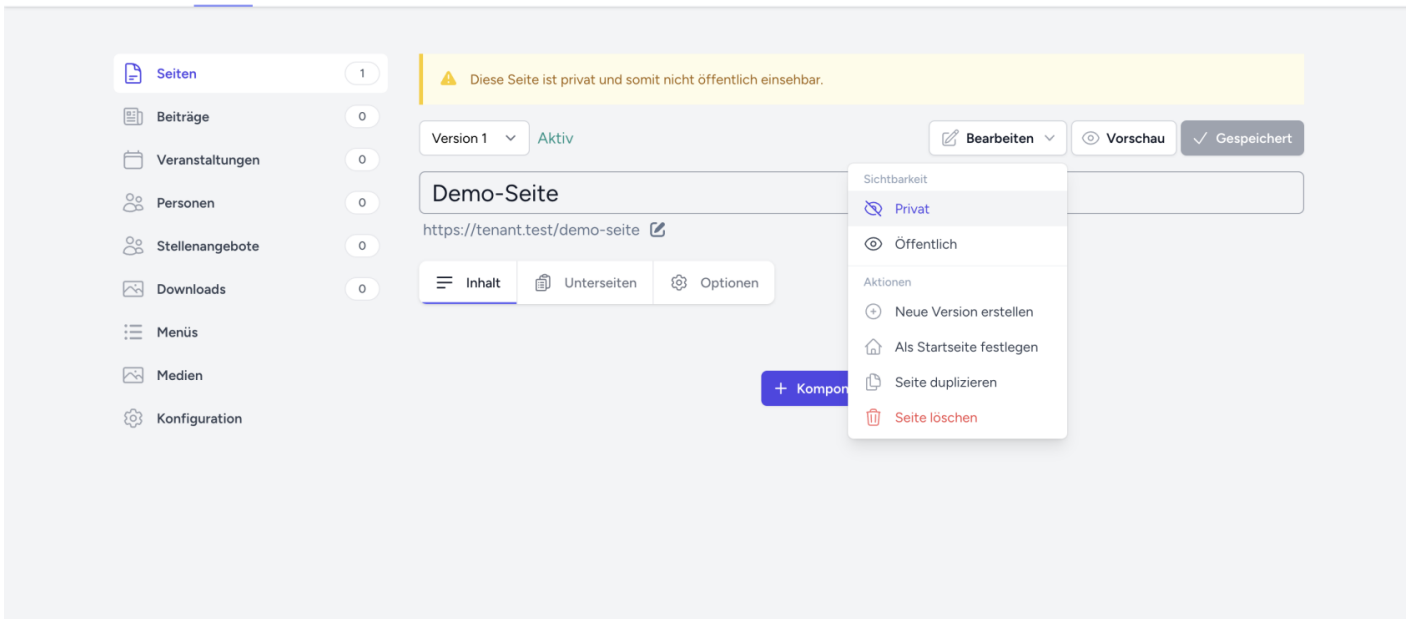 Seiten 1
Beiträge 0
Veranstaltungen 0
Personen 0
Stellenangebote 0
Downloads 0
Menüs
Medien
Konfiguration
Diese Seite ist privat und somit nicht öffentlich einsehbar.
Version 1 Aktiv Bearbeiten Vorschau Gespeichert
Demo-Seite
https://tenant.test/demo-seite
Inhalt Unterseiten Optionen
+ Kompon
Sichtbarkeit
Privat
Öffentlich
Aktionen
Neue Version erstellen
Als Startseite festlegen
Seite duplizieren
Seite löschen